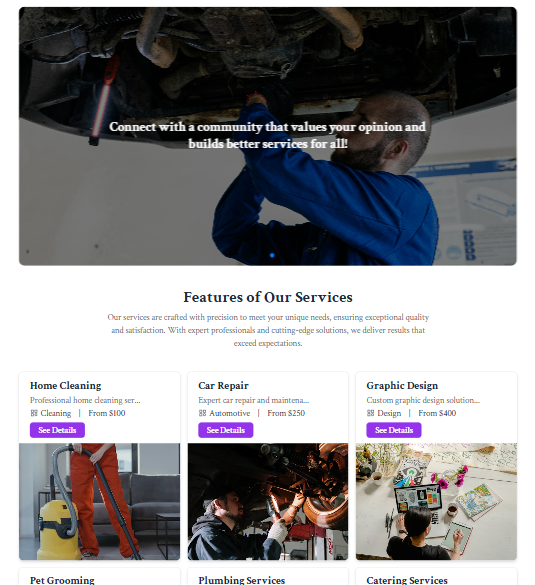 Connect with a community that values your opinion and
builds better services for all!
Features of Our Services
Our services are crafted with precision to meet your unique needs, ensuring exceptional quality
and satisfaction. With expert professionals and cutting-edge solutions, we deliver results that
exceed expectations.
Home Cleaning
Professional home cleaning ser...
Cleaning | From $100
See Details
Car Repair
Expert car repair and maintena...
Automotive | From $250
See Details
Graphic Design
Custom graphic design solution...
Design | From $400
See Details
Pet Grooming
Plumbing Services
Catering Services